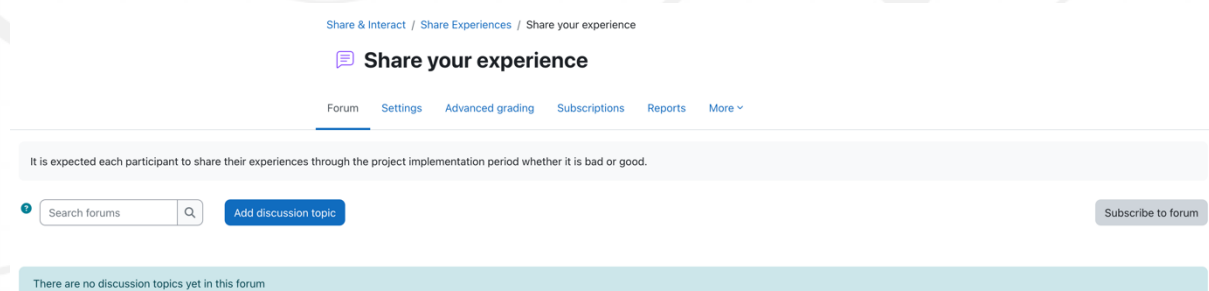 Share & Interact / Share Experiences / Share your experience
Share your experience
Forum Settings Advanced grading Subscriptions Reports More
It is expected each participant to share their experiences through the project implementation period whether it is bad or good.
? Search forums Add discussion topic Subscribe to forum
There are no discussion topics yet in this forum